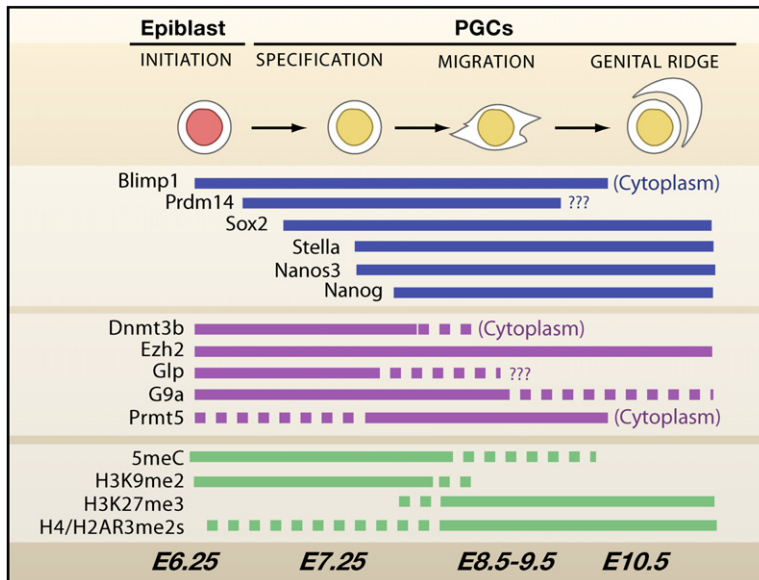 Epiblast PGCs
INITIATION SPECIFICATION MIGRATION GENITAL RIDGE
Blimp1 (Cytoplasm)
Prdm14 ???
Sox2
Stella
Nanos3
Nanog
Dnmt3b (Cytoplasm)
Ezh2
Glp ???
G9a
Prmt5 (Cytoplasm)
5meC
H3K9me2
H3K27me3
H4/H2AR3me2s
E6.25 E7.25 E8.5-9.5 E10.5